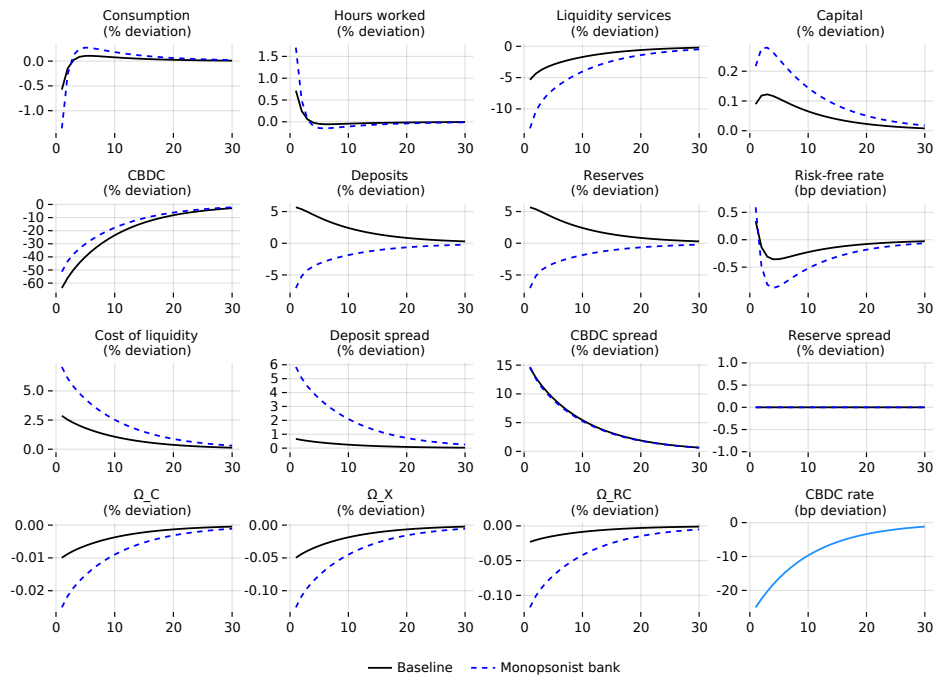 Consumption
(% deviation)
Hours worked
(% deviation)
Liquidity services
(% deviation)
Capital
(% deviation)
0.0
-0.5
-1.0
0 10 20 30
1.5
1.0
0.5
0.0
0 10 20 30
0
-5
-10
0 10 20 30
0.2
0.1
0.0
0 10 20 30
CBDC
(% deviation)
Deposits
(% deviation)
Reserves
(% deviation)
Risk-free rate
(bp deviation)
0
-10
-20
-30
-40
-50
-60
0 10 20 30
5
0
-5
0 10 20 30
5
0
-5
0 10 20 30
0.5
0.0
-0.5
0 10 20 30
Cost of liquidity
(% deviation)
Deposit spread
(% deviation)
CBDC spread
(% deviation)
Reserve spread
(% deviation)
5.0
2.5
0.0
0 10 20 30
6
5
4
3
2
1
0
0 10 20 30
15
10
5
0
0 10 20 30
1.0
0.5
0.0
-0.5
-1.0
0 10 20 30
Ω_C
(% deviation)
Ω_X
(% deviation)
Ω_RC
(% deviation)
CBDC rate
(bp deviation)
0.00
-0.01
-0.02
0 10 20 30
0.00
-0.05
-0.10
0 10 20 30
0.00
-0.05
-0.10
0 10 20 30
0
-10
-20
0 10 20 30
Baseline
Monopsonist bank